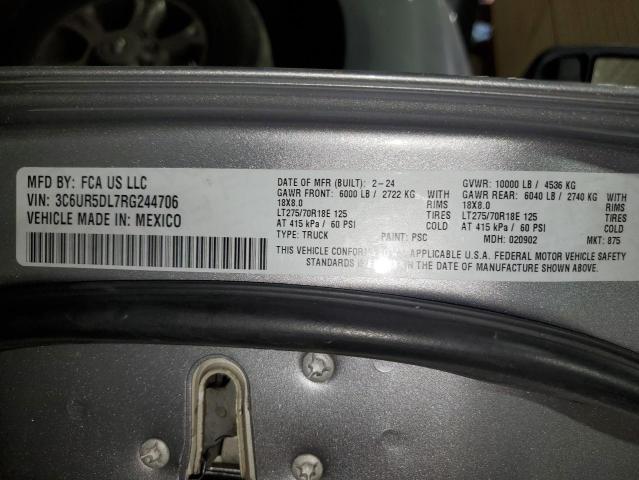 MFD BY: FCA US LLC
VIN: 3C6UR5DL7RG244706
VEHICLE MADE IN: MEXICO
DATE OF MFR (BUILT): 2-24
GAWR FRONT: 6000 LB / 2722 KG WITH
18X8.0 TIRES
LT275/70R18E 125 COLD
AT 415 kPa / 60 PSI
TYPE: TRUCK PAINT: PSC
GVWR: 10000 LB / 4536 KG
GAWR REAR: 6040 LB / 2740 KG WITH
18X8.0 TIRES
LT275/70R18E 125 COLD
AT 415 kPa / 60 PSI
MDH: 020902 MKT: 875
THIS VEHICLE CONFORMS TO ALL APPLICABLE U.S.A. FEDERAL MOTOR VEHICLE SAFETY
STANDARDS IN EFFECT ON THE DATE OF MANUFACTURE SHOWN ABOVE.